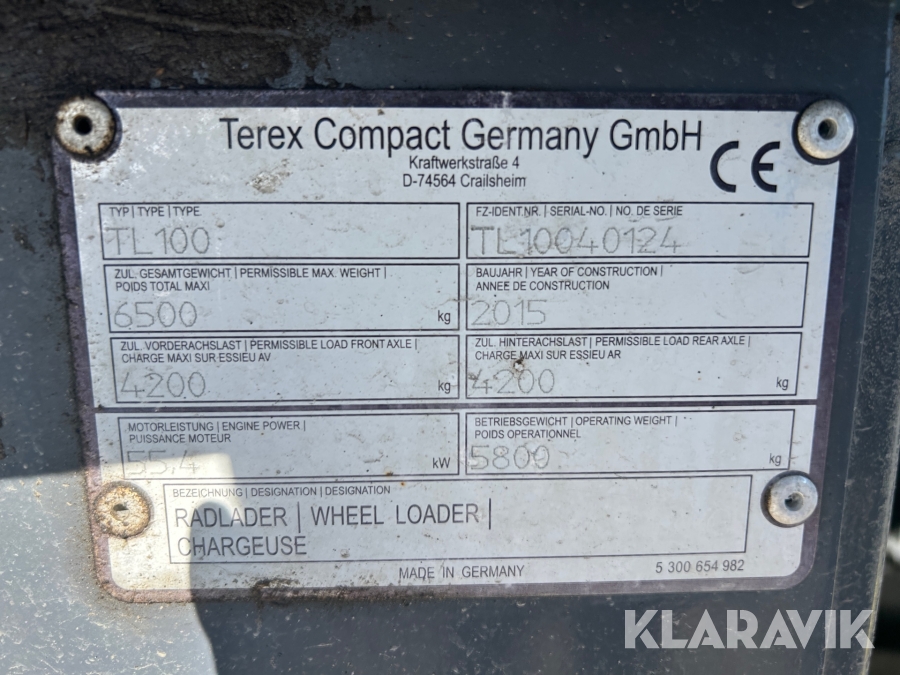 Terex Compact Germany GmbH
Kraftwerkstraße 4
D-74564 Crailsheim
CE
TYP | TYPE | TYPE
TL100
FZ-IDENT.NR. | SERIAL-NO. | NO. DE SERIE
TL10040124
ZUL. GESAMTGEWICHT | PERMISSIBLE MAX. WEIGHT |
POIDS TOTAL MAXI
6500 kg
BAUJAHR | YEAR OF CONSTRUCTION |
ANNEE DE CONSTRUCTION
2015
ZUL. VORDERACHSLAST | PERMISSIBLE LOAD FRONT AXLE |
CHARGE MAXI SUR ESSIEU AV
4200 kg
ZUL. HINTERACHSLAST | PERMISSIBLE LOAD REAR AXLE |
CHARGE MAXI SUR ESSIEU AR
4200 kg
MOTORLEISTUNG | ENGINE POWER |
PUISSANCE MOTEUR
55,4 kW
BETRIEBSGEWICHT | OPERATING WEIGHT |
POIDS OPERATIONNEL
5800 kg
BEZEICHNUNG | DESIGNATION | DESIGNATION
RADLADER | WHEEL LOADER |
CHARGEUSE
MADE IN GERMANY
5 300 654 982
KLARAVIK